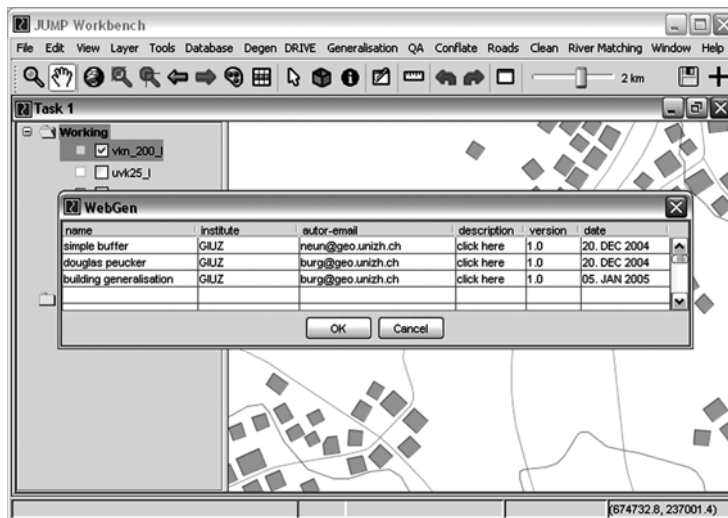 JUMP Workbench
File Edit View Layer Tools Database Degen DRIVE Generalisation QA Conflate Roads Clean River Matching Window Help
2 km
Task 1
Working
vkn_200_l
uvk25_l
WebGen
name institute autor-email description version date
simple buffer GIUZ neun@geo.unizh.ch click here 1.0 20. DEC 2004
douglas peucker GIUZ burg@geo.unizh.ch click here 1.0 20. DEC 2004
building generalisation GIUZ burg@geo.unizh.ch click here 1.0 05. JAN 2005
OK Cancel
(674732.8, 237001.4)